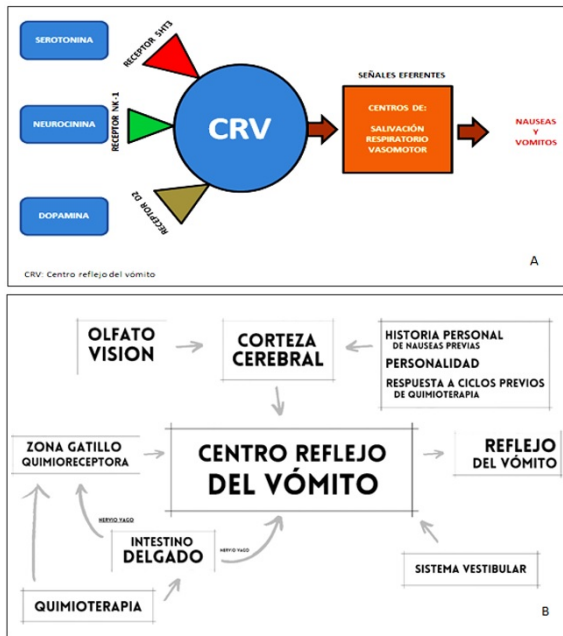 SEROTONINA
RECEPTOR 5HT3
NEUROCININA
RECEPTOR NK-1
DOPAMINA
RECEPTOR D2
CRV
SEÑALES EFERENTES
CENTROS DE:
SALIVACIÓN
RESPIRATORIO
VASOMOTOR
NAUSEAS
Y
VOMITOS
CRV: Centro reflejo del vómito
A
OLFATO
VISION
CORTEZA
CEREBRAL
HISTORIA PERSONAL
DE NAUSEAS PREVIAS
PERSONALIDAD
RESPUESTA A CICLOS PREVIOS
DE QUIMIOTERAPIA
ZONA GATILLO
QUIMIORECEPTORA
CENTRO REFLEJO
DEL VÓMITO
REFLEJO
DEL VÓMITO
NERVIO VAGO
INTESTINO
DELGADO
NERVIO VAGO
SISTEMA VESTIBULAR
QUIMIOTERAPIA
B